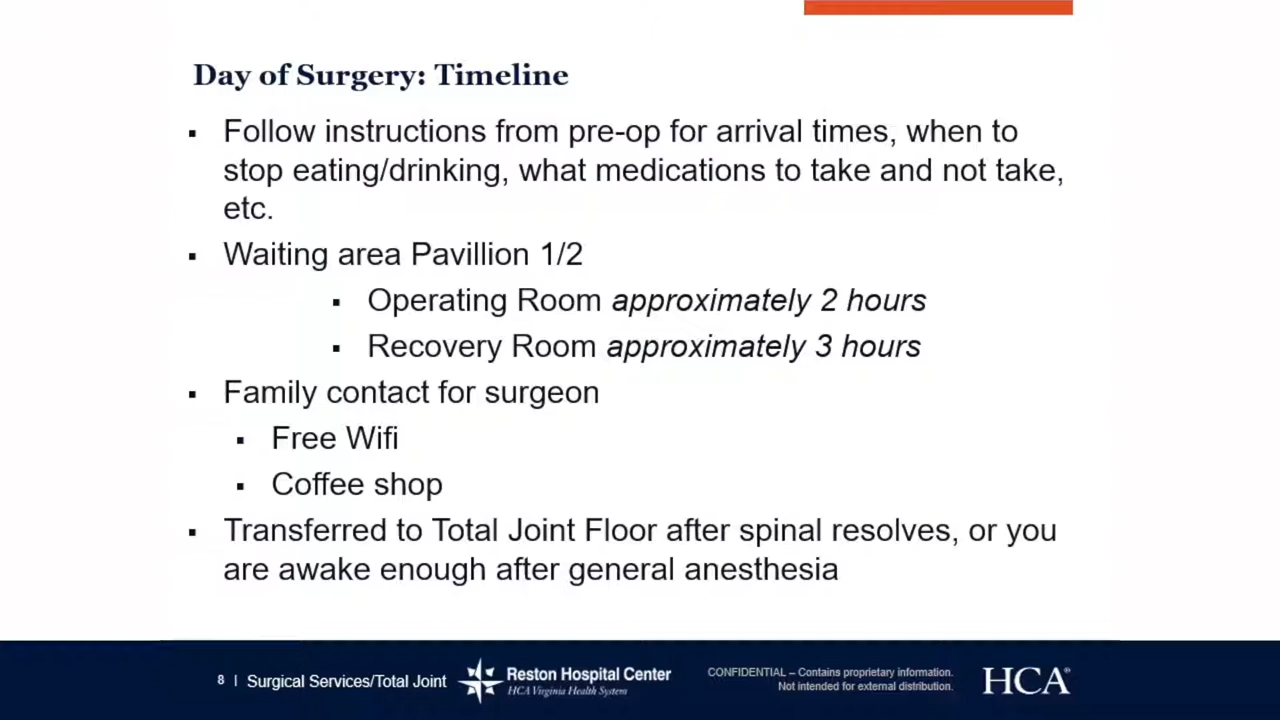 Day of Surgery: Timeline
▪ Follow instructions from pre-op for arrival times, when to
stop eating/drinking, what medications to take and not take,
etc.
▪ Waiting area Pavillion 1/2
▪ Operating Room approximately 2 hours
▪ Recovery Room approximately 3 hours
▪ Family contact for surgeon
▪ Free Wifi
▪ Coffee shop
▪ Transferred to Total Joint Floor after spinal resolves, or you
are awake enough after general anesthesia
8 | Surgical Services/Total Joint
Reston Hospital Center
HCA Virginia Health System
CONFIDENTIAL – Contains proprietary information.
Not intended for external distribution.
HCA®